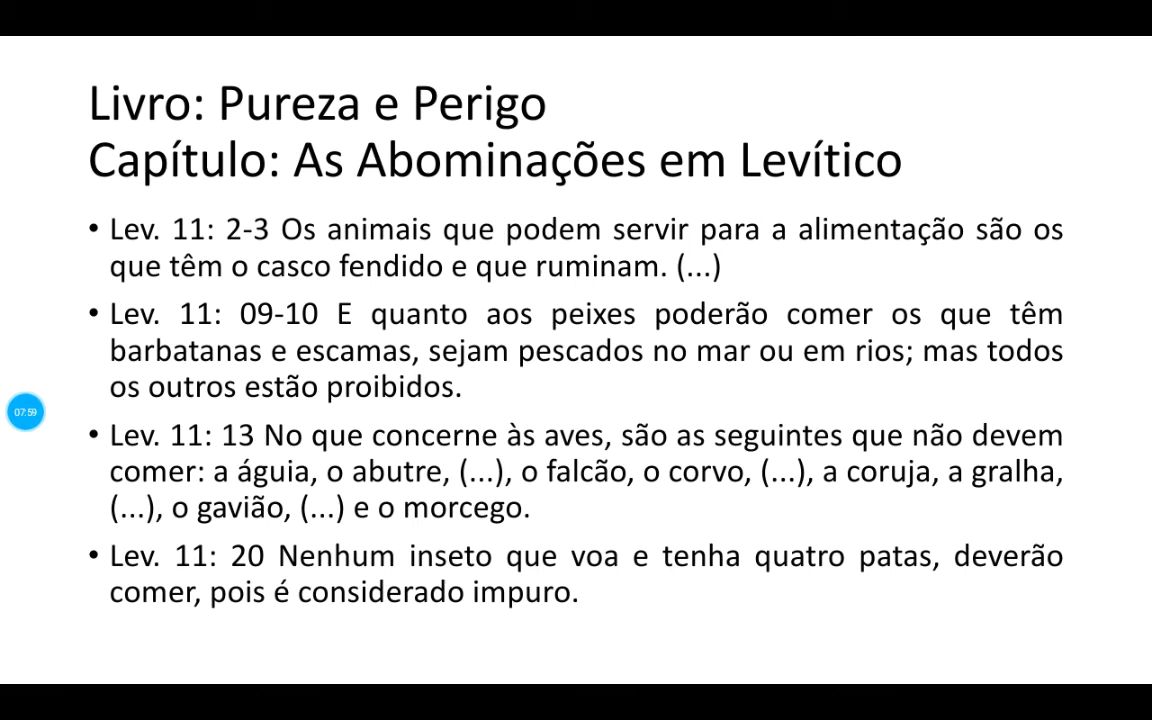 Livro: Pureza e Perigo
Capítulo: As Abominações em Levítico
• Lev. 11: 2-3 Os animais que podem servir para a alimentação são os
que têm o casco fendido e que ruminam. (...)
• Lev. 11: 09-10 E quanto aos peixes poderão comer os que têm
barbatanas e escamas, sejam pescados no mar ou em rios; mas todos
os outros estão proibidos.
07:59
• Lev. 11: 13 No que concerne às aves, são as seguintes que não devem
comer: a águia, o abutre, (...), o falcão, o corvo, (...), a coruja, a gralha,
(...), o gavião, (...) e o morcego.
• Lev. 11: 20 Nenhum inseto que voa e tenha quatro patas, deverão
comer, pois é considerado impuro.